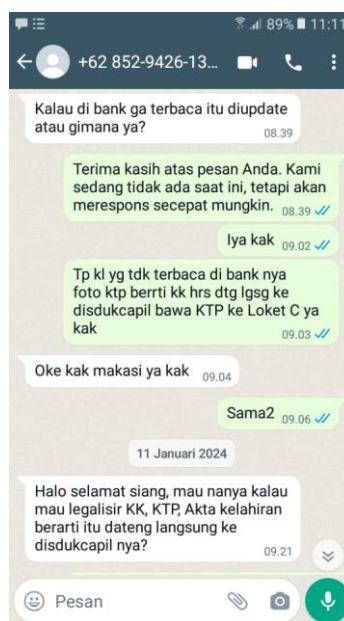 89% 11:11
+62 852-9426-13...
Kalau di bank ga terbaca itu diupdate
atau gimana ya?
08.39
Terima kasih atas pesan Anda. Kami
sedang tidak ada saat ini, tetapi akan
merespons secepat mungkin. 08.39
Iya kak 09.02
Tp kl yg tdk terbaca di bank nya
foto ktp berrti kk hrs dtg lgsg ke
disdukcapil bawa KTP ke Loket C ya
kak
09.03
Oke kak makasi ya kak 09.04
Sama2 09.06
11 Januari 2024
Halo selamat siang, mau nanya kalau
mau legalisir KK, KTP, Akta kelahiran
berarti itu dateng langsung ke
disdukcapil nya?
09.21
Pesan